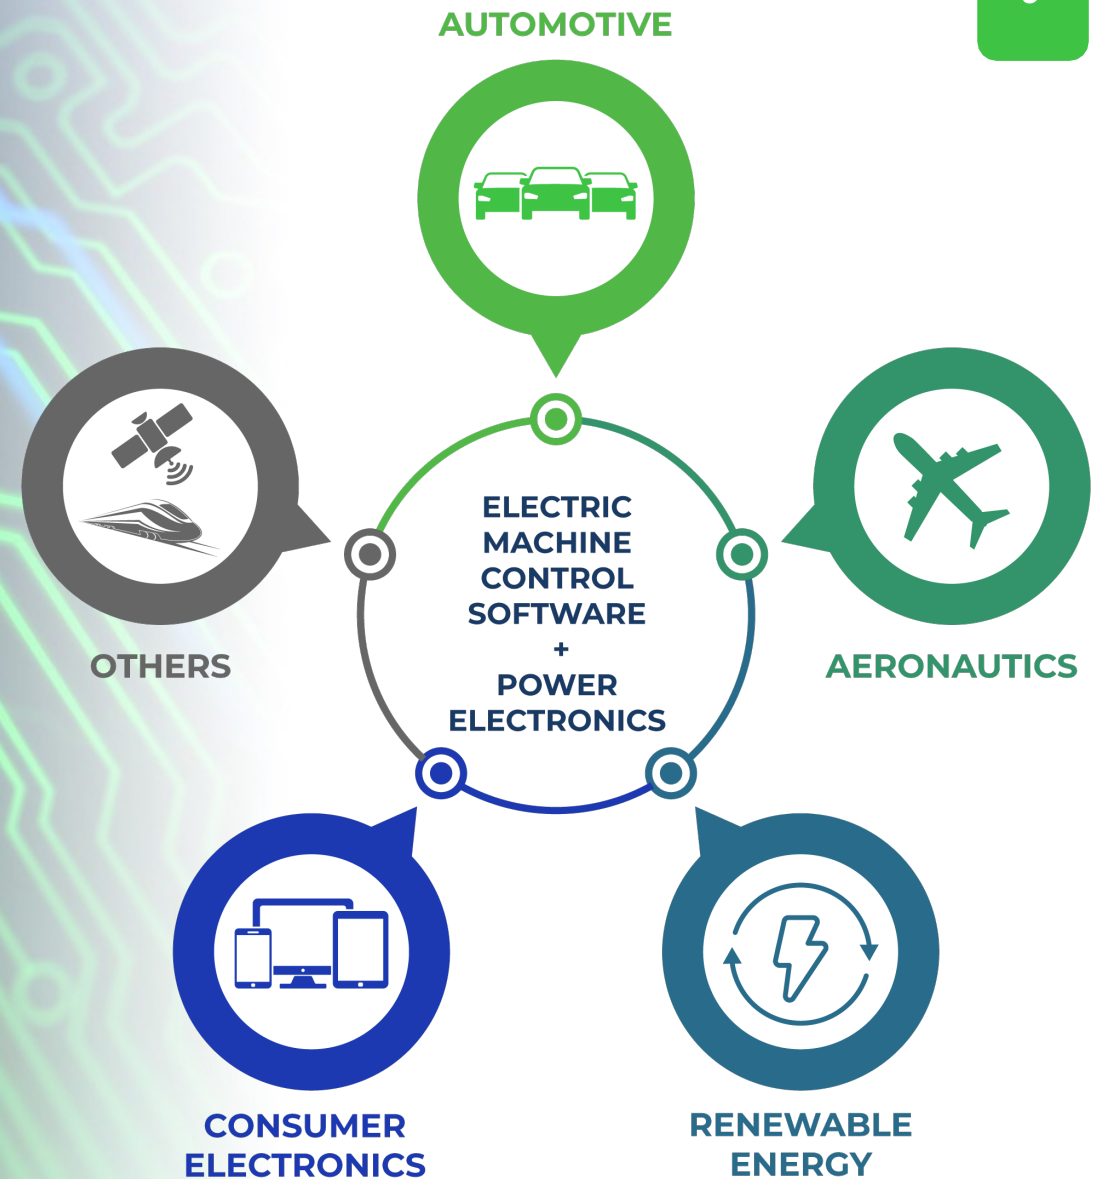 AUTOMOTIVE
ELECTRIC
MACHINE
CONTROL
SOFTWARE
+
POWER
ELECTRONICS
OTHERS
AERONAUTICS
CONSUMER
ELECTRONICS
RENEWABLE
ENERGY